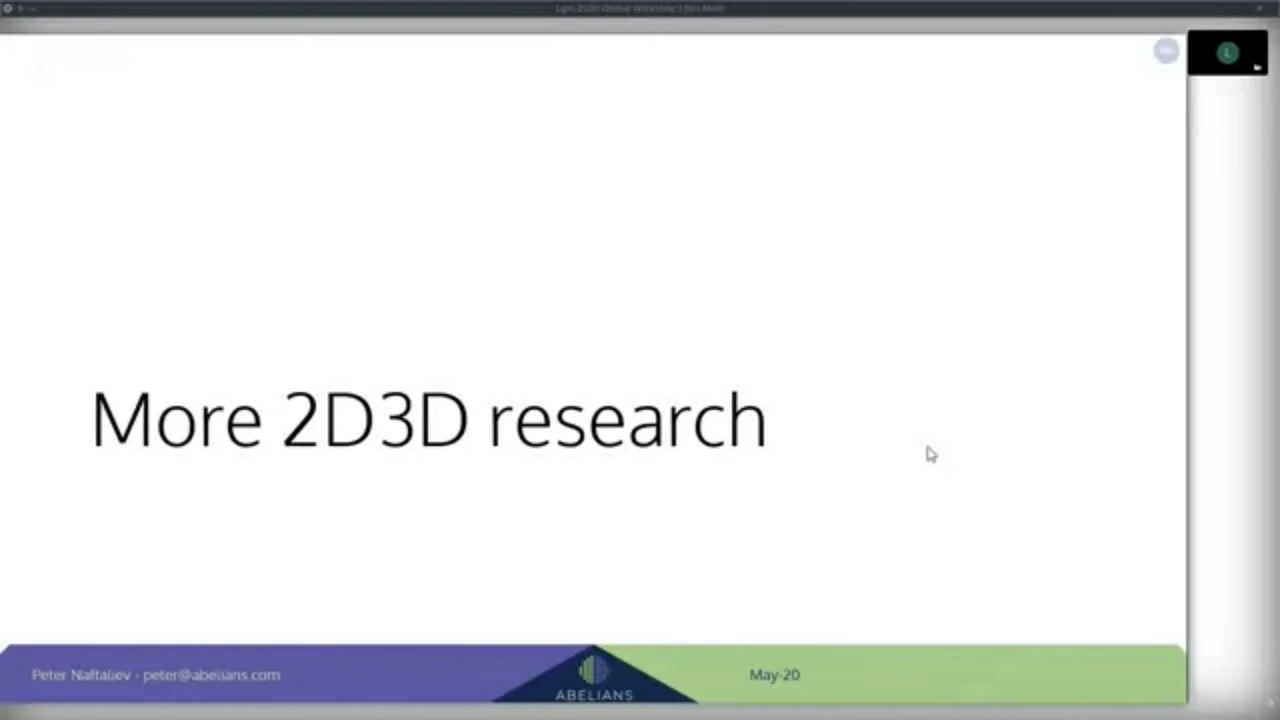 L
More 2D3D research
Peter Naftaliev - peter@abelians.com
ABELIANS
May-20